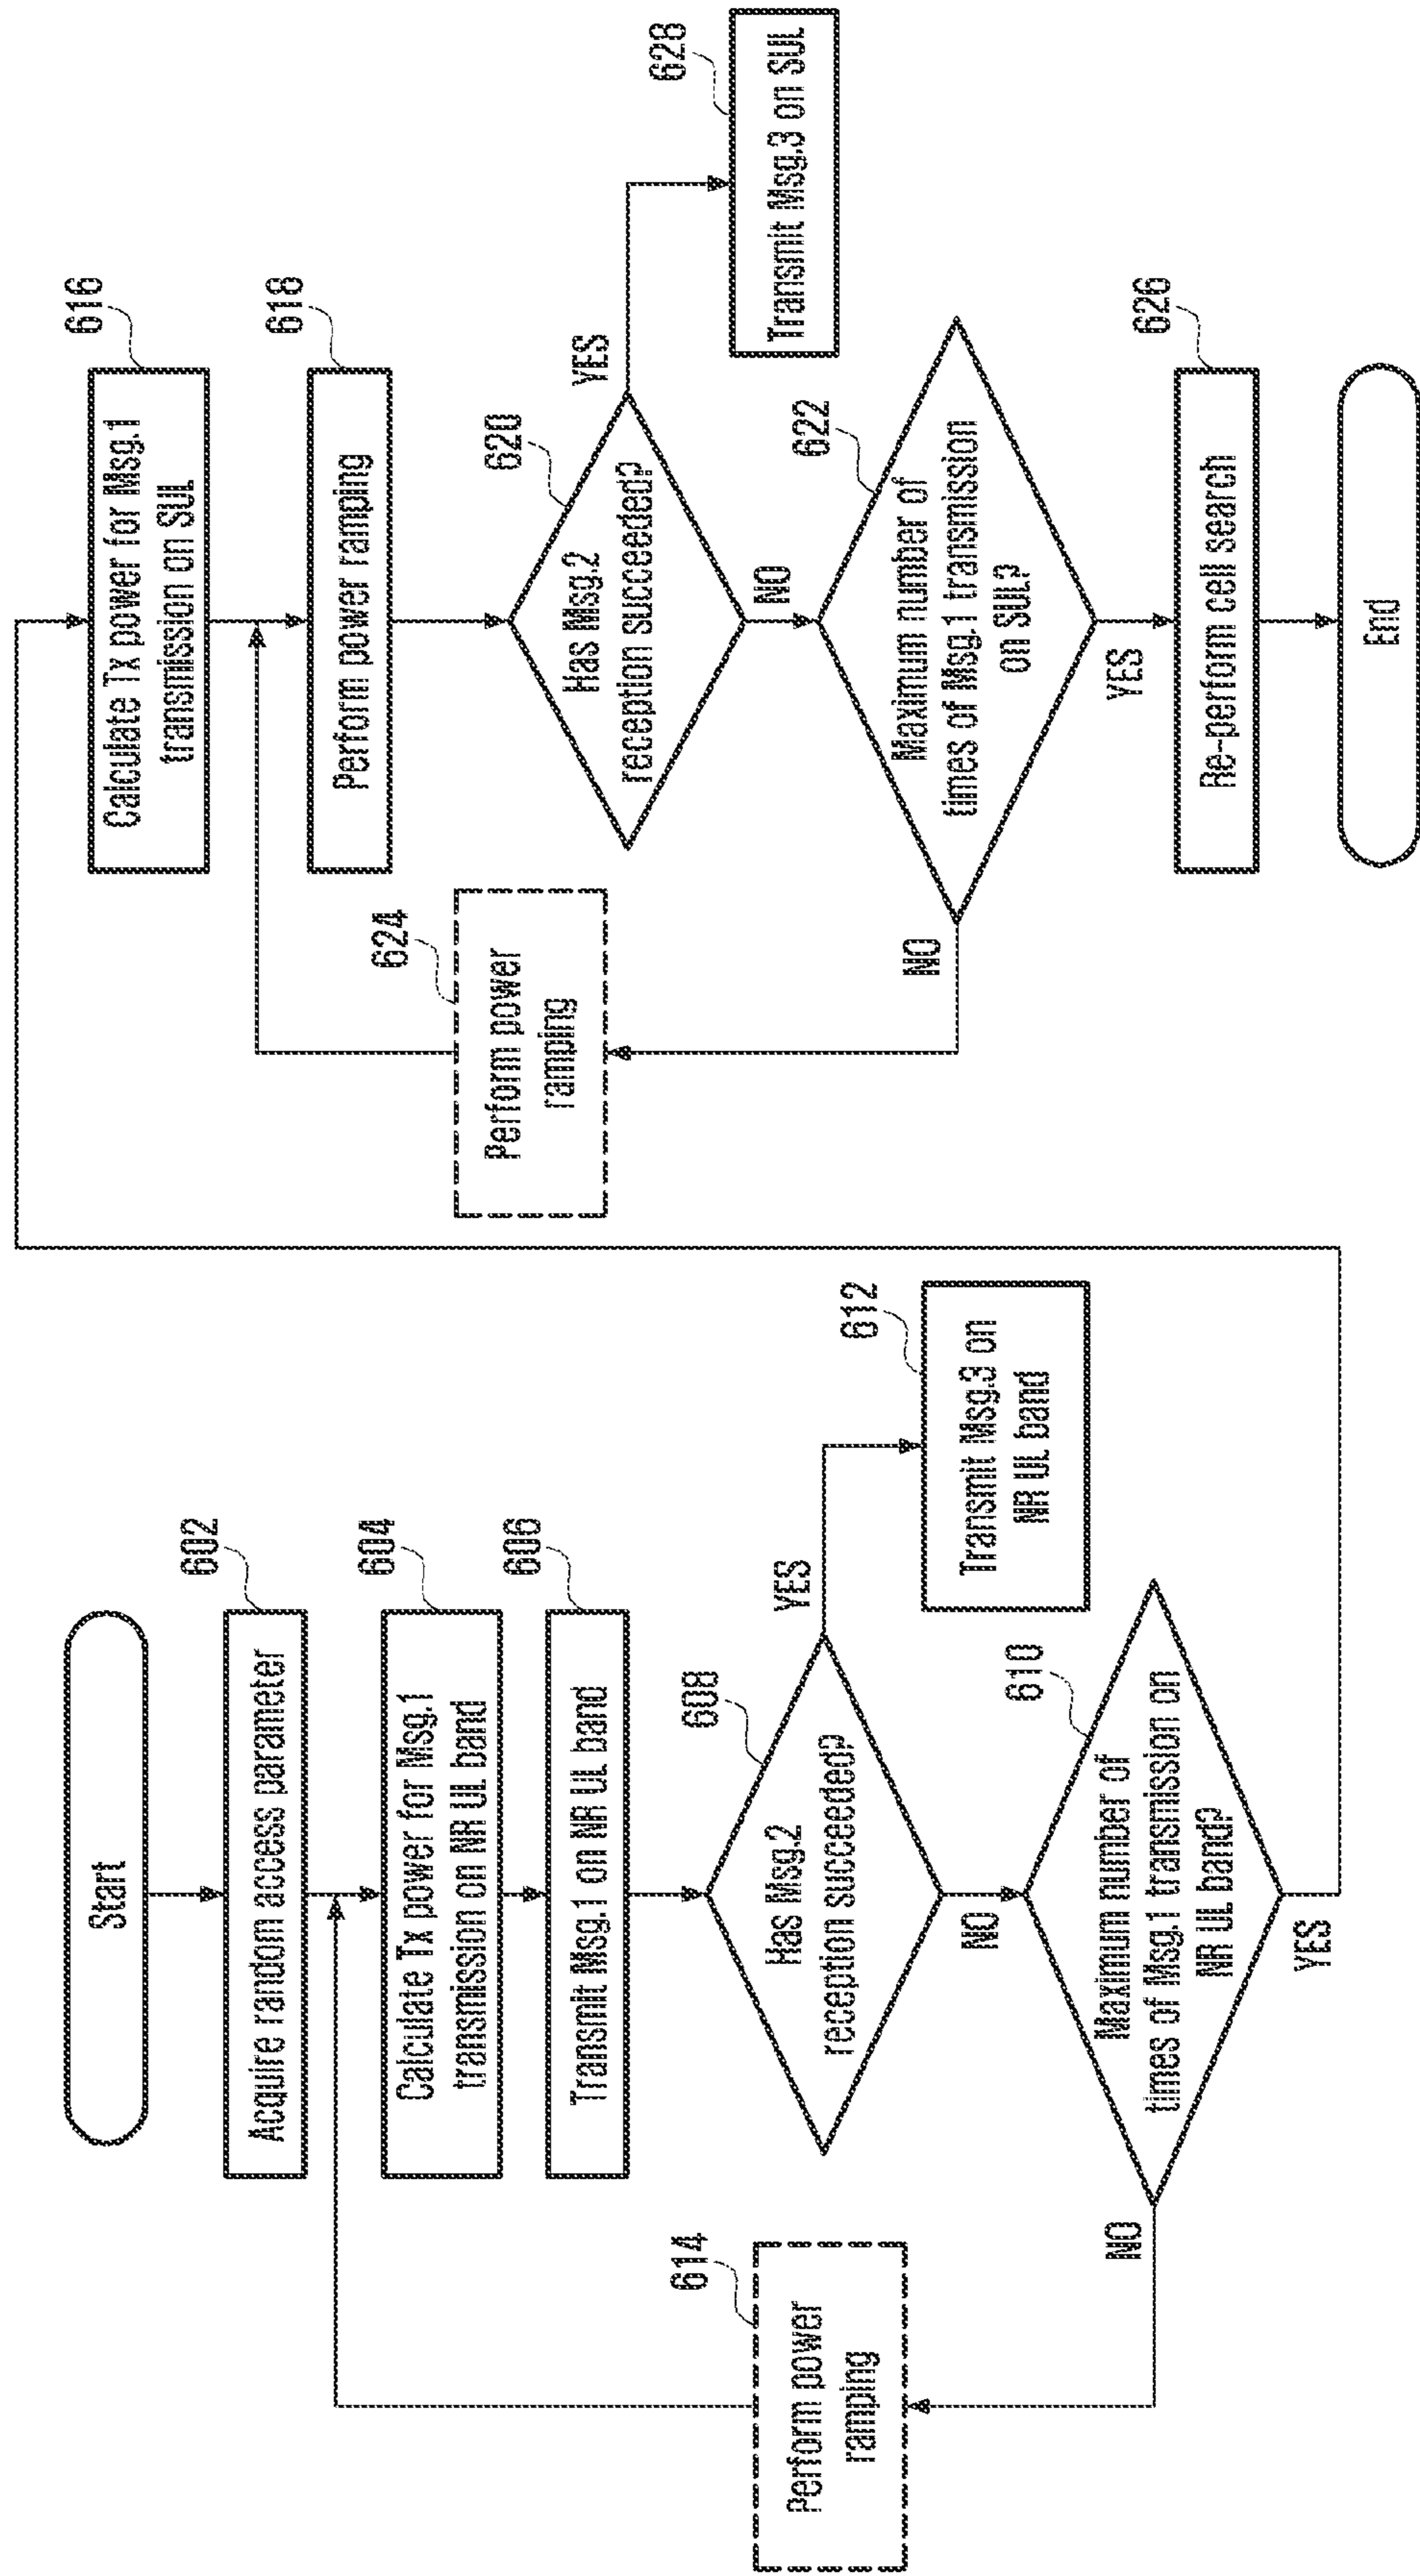 Start
602
Acquire random access parameter
604
Calculate Tx power for Msg.1
transmission on NR UL band
606
Transmit Msg.1 on NR UL band
608
Has Msg.2
reception succeeded?
YES
612
Transmit Msg.3 on
NR UL band
NO
610
Maximum number of
times of Msg.1 transmission on
NR UL band?
NO
614
Perform power
ramping
YES
616
Calculate Tx power for Msg.1
transmission on SUL
618
Perform power ramping
620
Has Msg.2
reception succeeded?
YES
628
Transmit Msg.3 on SUL
NO
622
Maximum number of
times of Msg.1 transmission
on SUL?
NO
624
Perform power
ramping
YES
626
Re-perform cell search
End